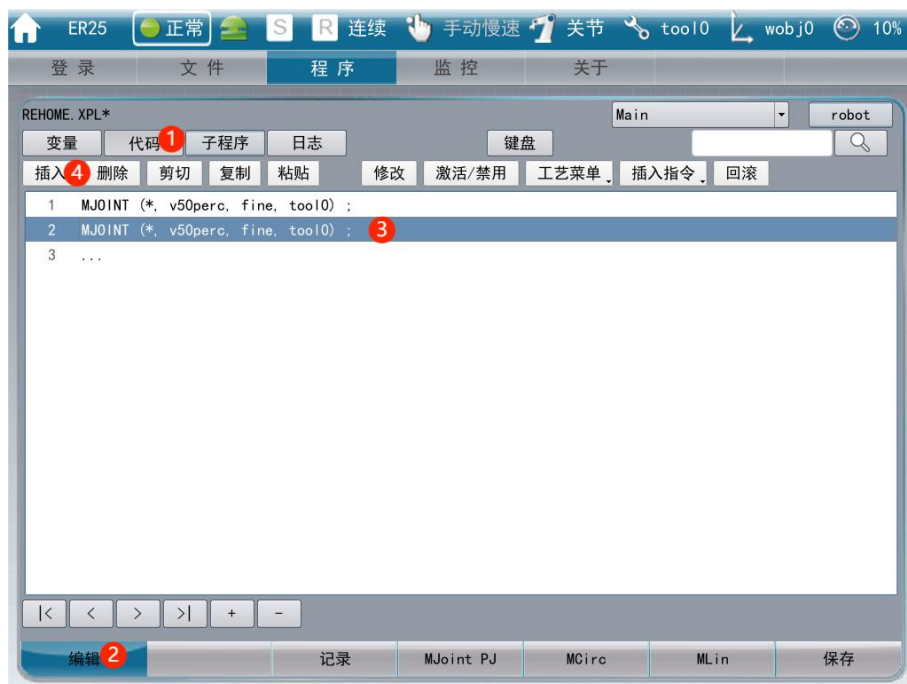 ER25 正常 S R 连续 手动慢速 关节 tool0 wobj0 10%
登录 文件 程序 监控 关于
REHOME.XPL* Main robot
变量 代码 1 子程序 日志 键盘
插入 4 删除 剪切 复制 粘贴 修改 激活/禁用 工艺菜单 插入指令 回滚
1 MJOINT (*, v50perc, fine, tool0) ;
2 MJOINT (*, v50perc, fine, tool0) ; 3
3 ...
|< < > >| + -
编辑 2 记录 MJoint PJ MCirc MLin 保存